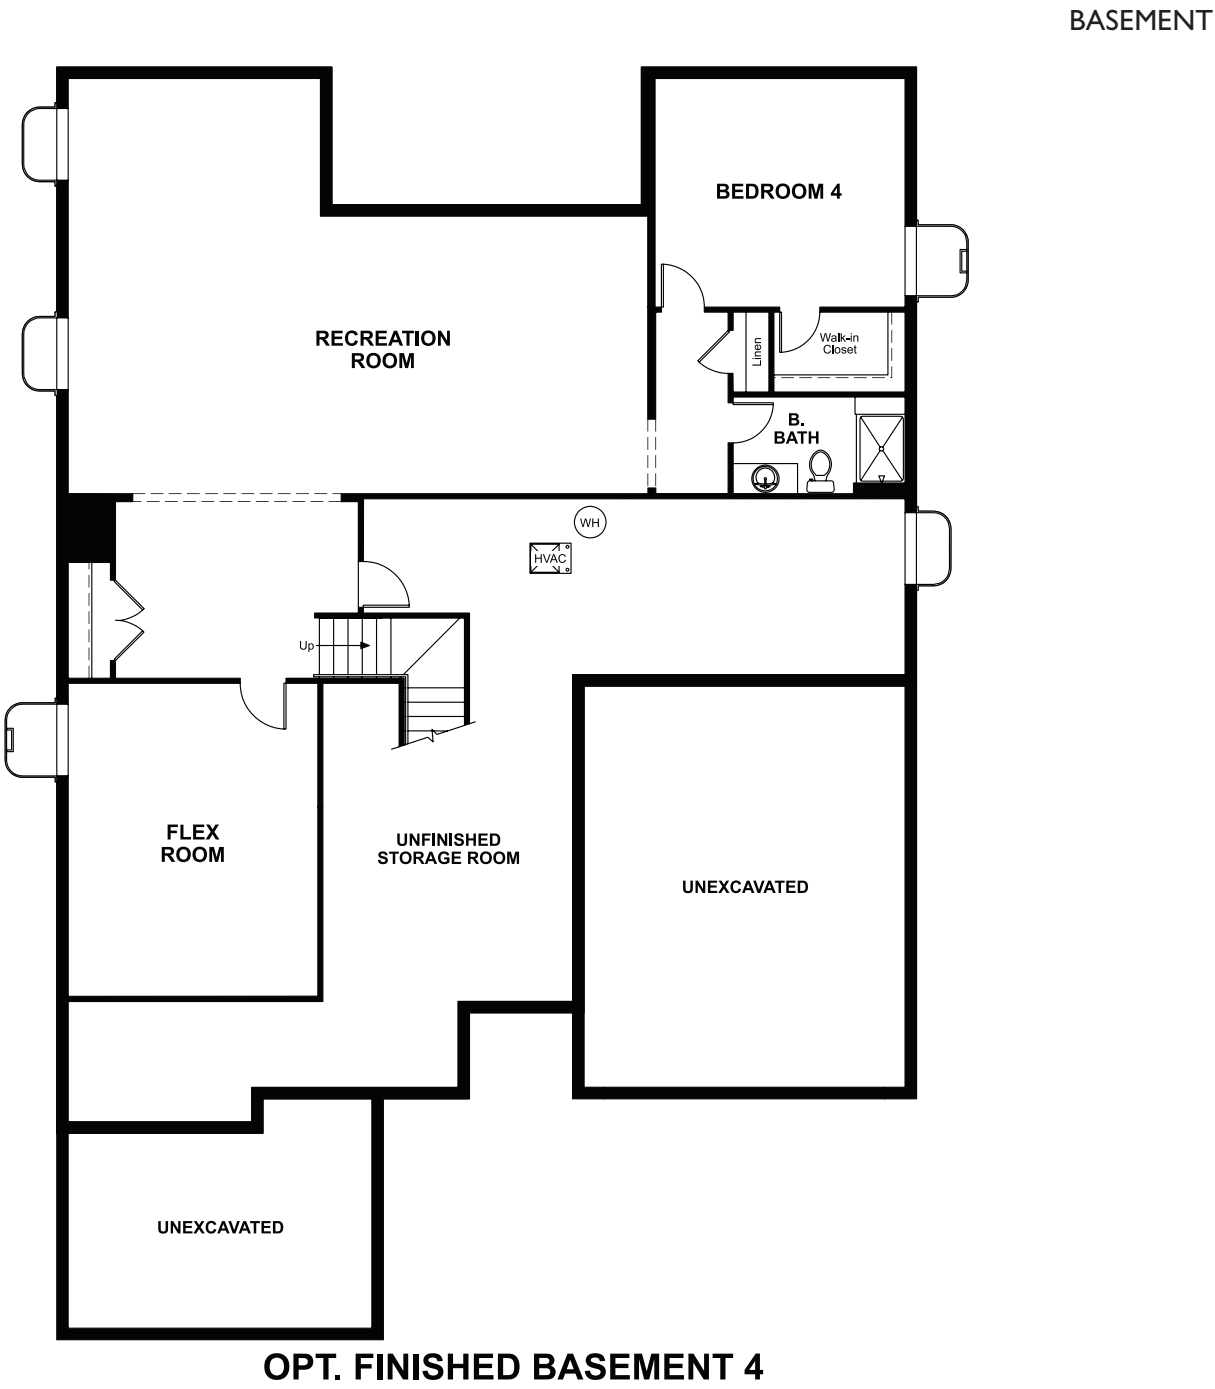 BASEMENT
BEDROOM 4
RECREATION
ROOM
Walk-in
Closet
Linen
B.
BATH
WH
HVAC
Up
FLEX
ROOM
UNFINISHED
STORAGE ROOM
UNEXCAVATED
UNEXCAVATED
OPT. FINISHED BASEMENT 4